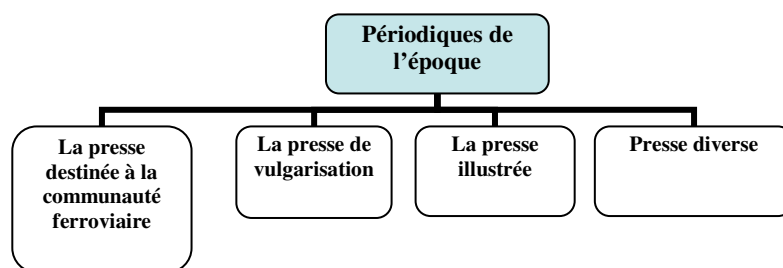 Périodiques de
l'époque
La presse
destinée à la
communauté
ferroviaire
La presse de
vulgarisation
La presse
illustrée
Presse diverse